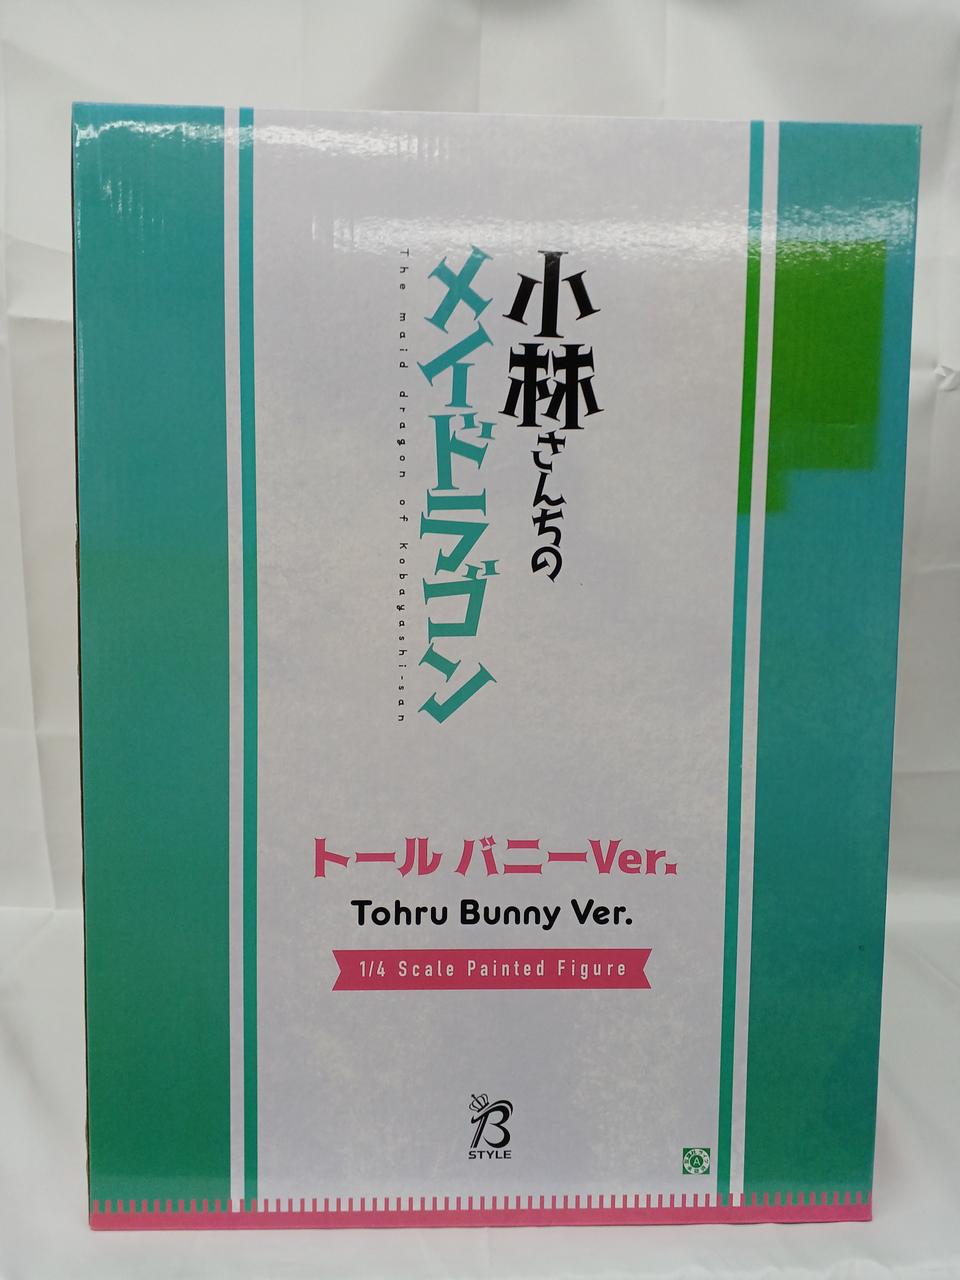 小林さんちの
メイドラゴン
The maid dragon of Kobayashi-san
トール バニーVer.
Tohru Bunny Ver.
1/4 Scale Painted Figure
B
STYLE
A